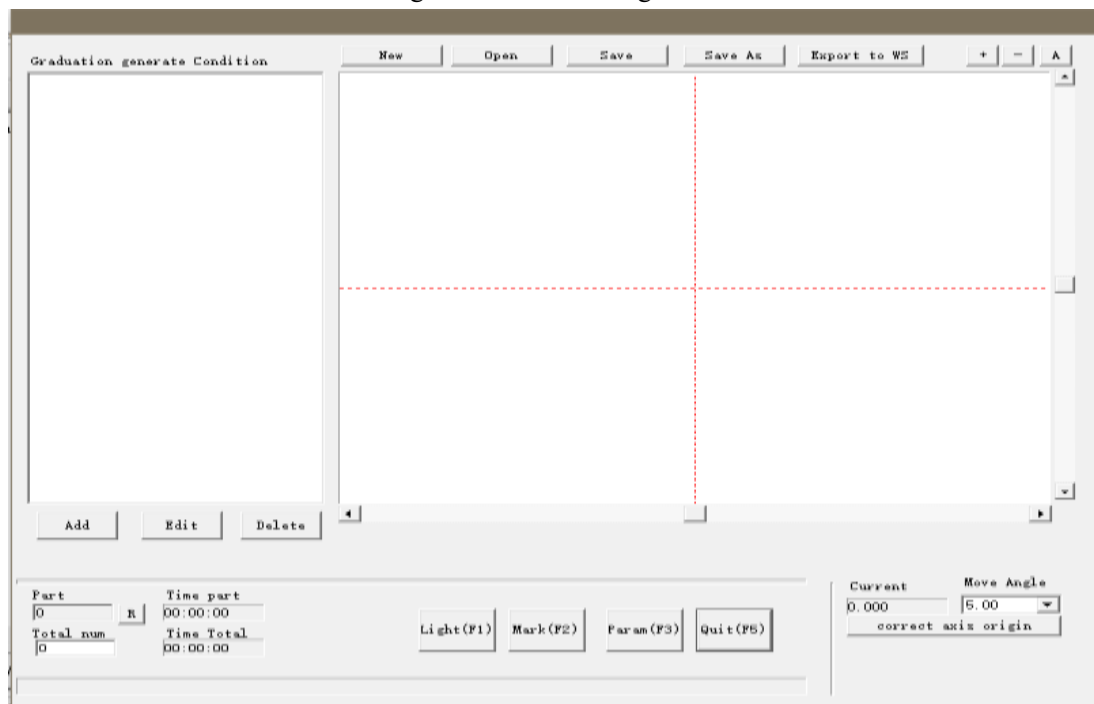 New Open Save Save As Export to WS + - A
Graduation generate Condition
Add Edit Delete
Part Time part
0 R 00:00:00
Total num Time Total
0 00:00:00
Light(F1) Mark(F2) Param(F3) Quit(F5)
Current Move Angle
0.000 5.00
correct axis origin